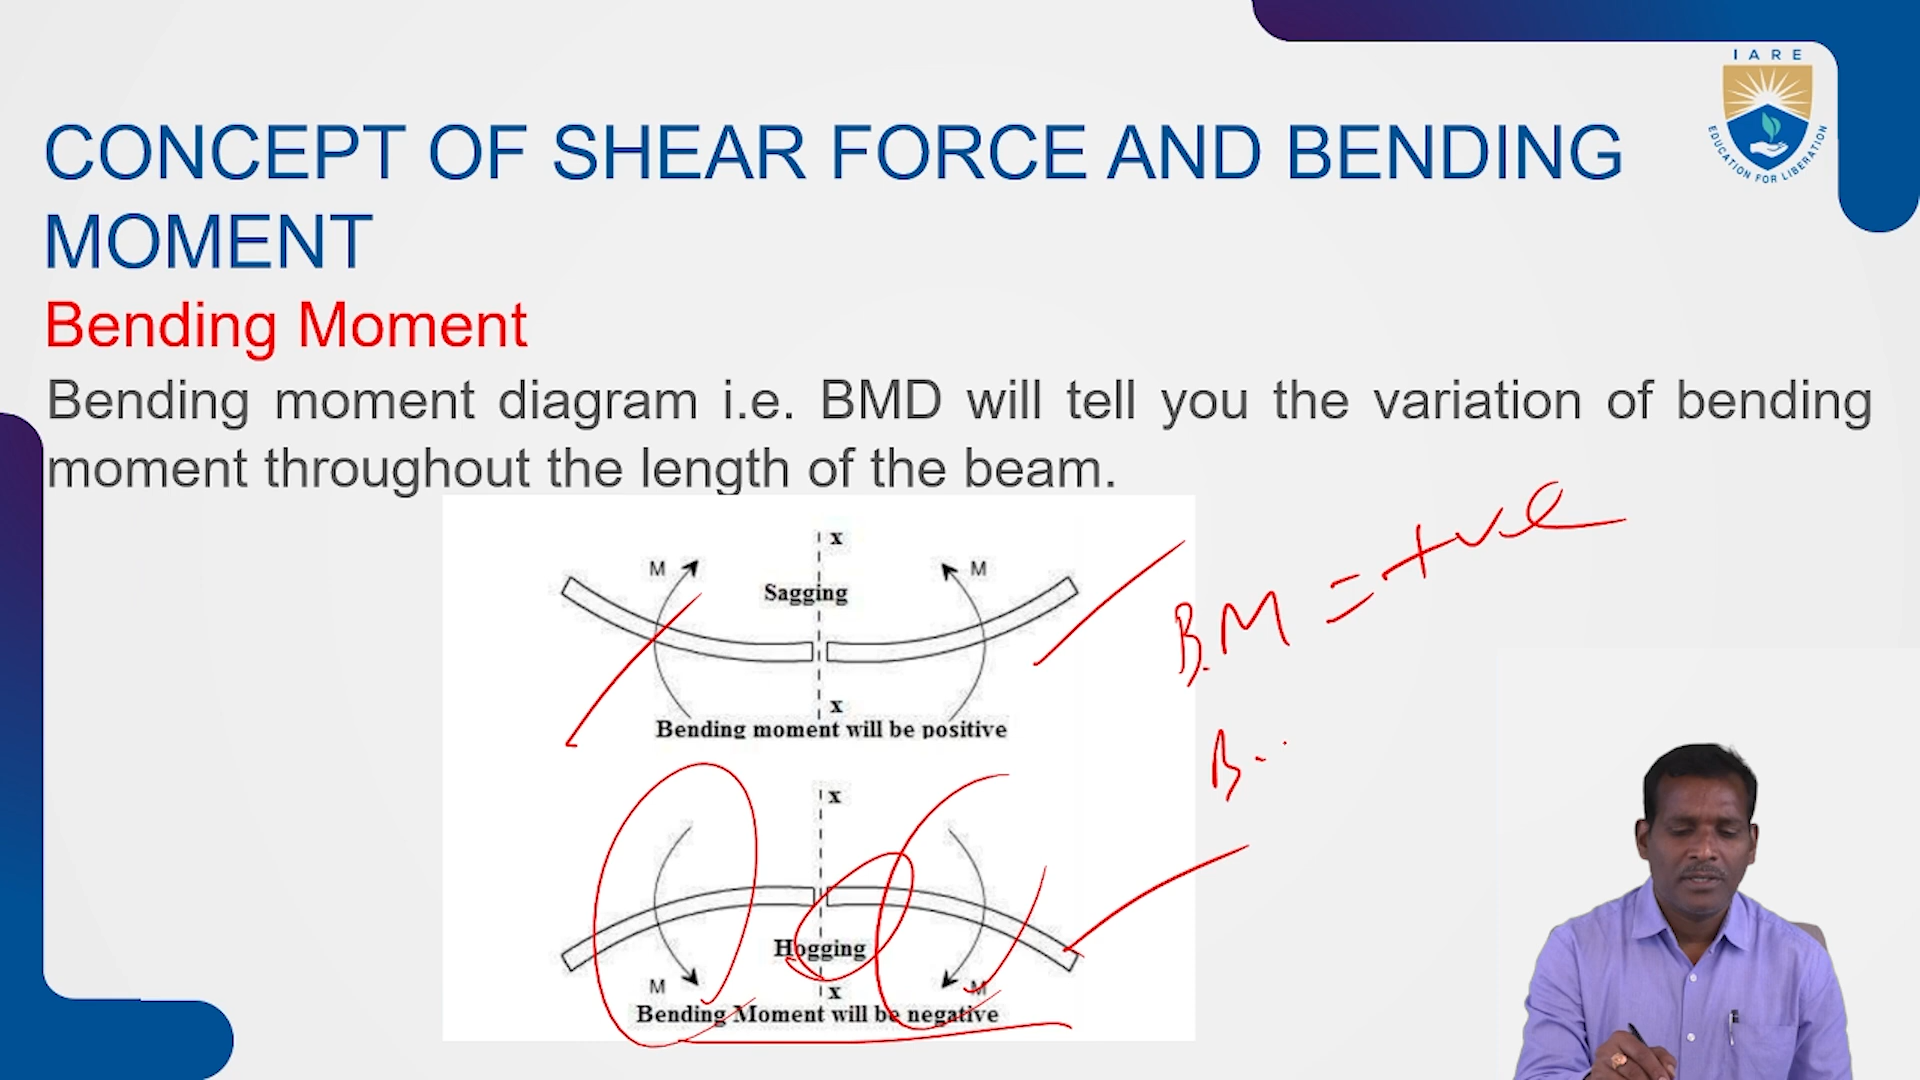 IARE
EDUCATION FOR LIBERATION
CONCEPT OF SHEAR FORCE AND BENDING
MOMENT
Bending Moment
Bending moment diagram i.e. BMD will tell you the variation of bending
moment throughout the length of the beam.
x
M M
Sagging
x
Bending moment will be positive
B.M = +ve
B.
x
Hogging
M M
x
Bending Moment will be negative